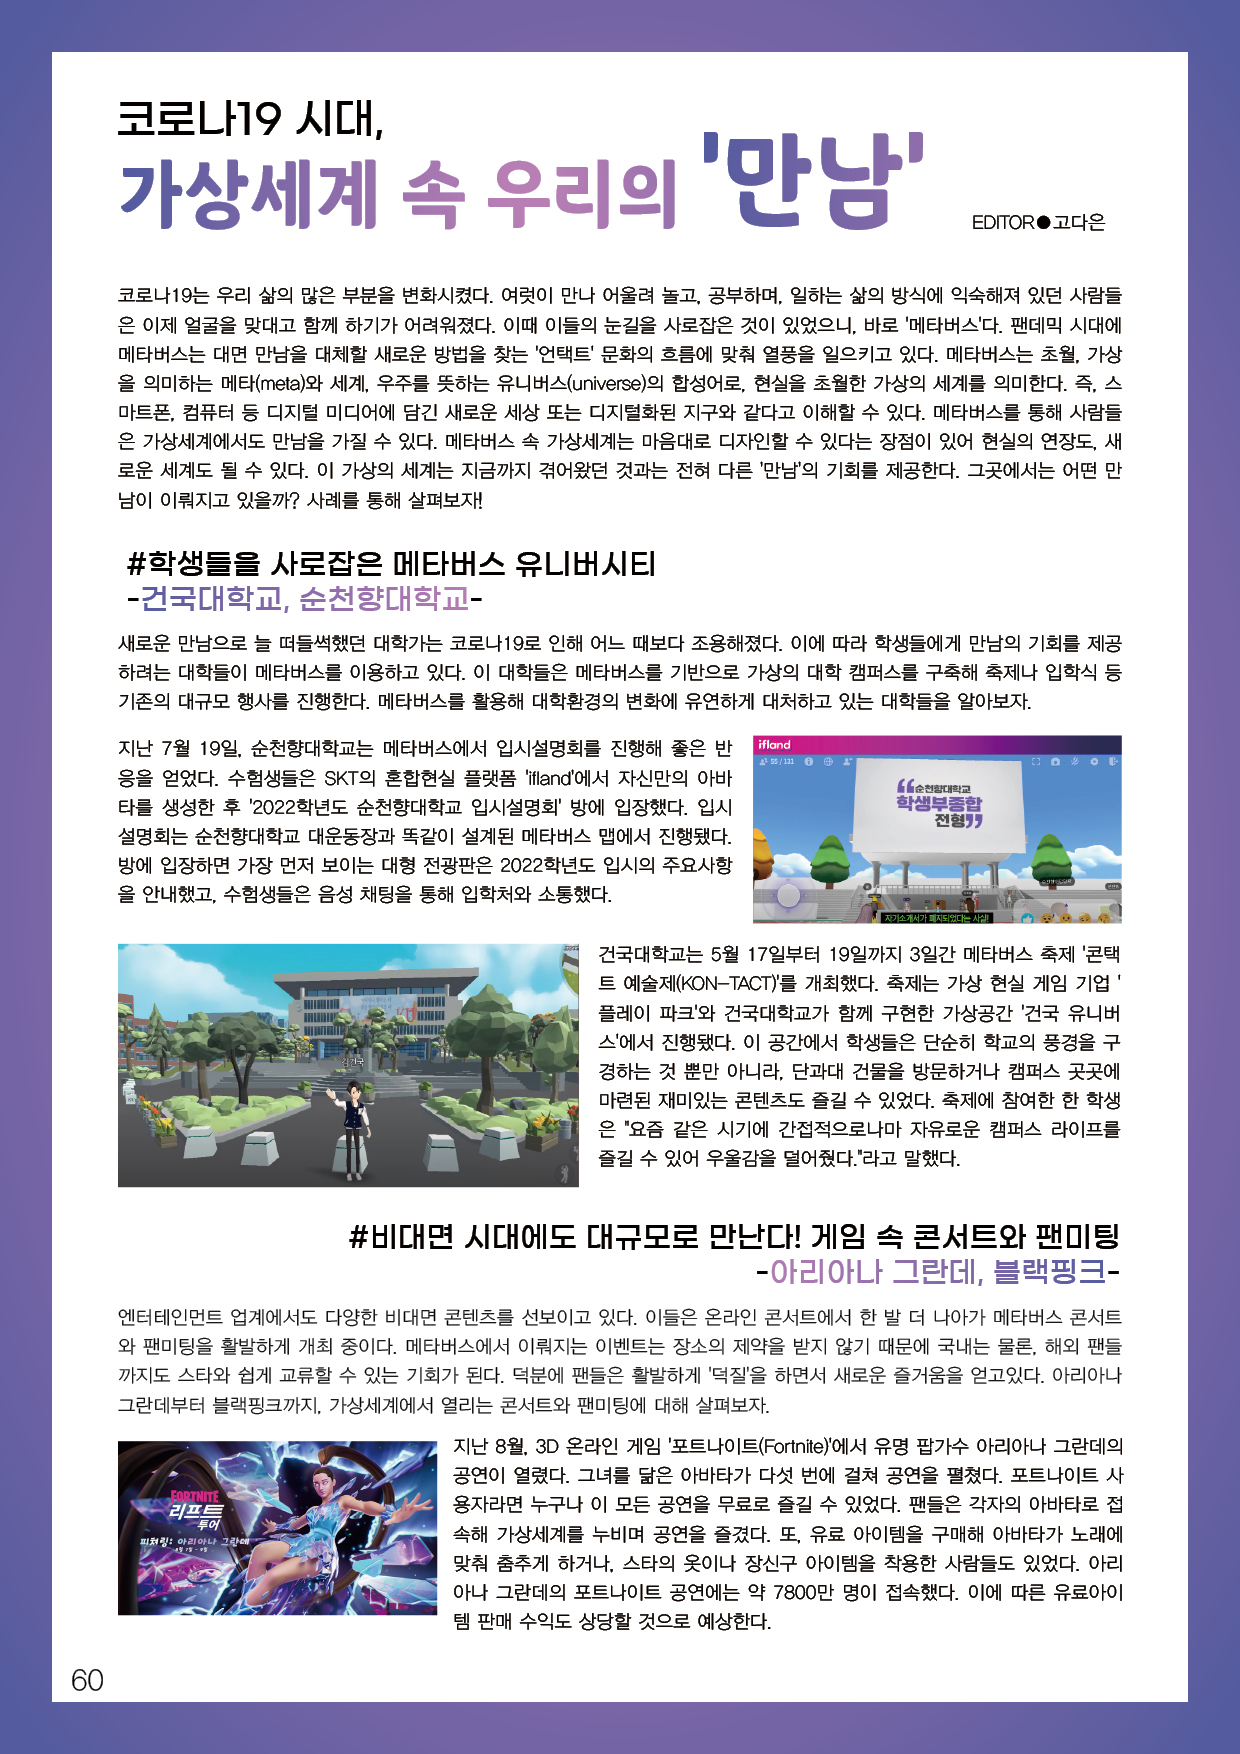 코로나19 시대,
가상세계 속 우리의 '만남'
EDITOR●고다은
코로나19는 우리 삶의 많은 부분을 변화시켰다. 여럿이 만나 어울려 놀고, 공부하며, 일하는 삶의 방식에 익숙해져 있던 사람들
은 이제 얼굴을 맞대고 함께 하기가 어려워졌다. 이때 이들의 눈길을 사로잡은 것이 있었으니, 바로 '메타버스'다. 팬데믹 시대에
메타버스는 대면 만남을 대체할 새로운 방법을 찾는 '언택트' 문화의 흐름에 맞춰 열풍을 일으키고 있다. 메타버스는 초월, 가상
을 의미하는 메타(meta)와 세계, 우주를 뜻하는 유니버스(universe)의 합성어로, 현실을 초월한 가상의 세계를 의미한다. 즉, 스
마트폰, 컴퓨터 등 디지털 미디어에 담긴 새로운 세상 또는 디지털화된 지구와 같다고 이해할 수 있다. 메타버스를 통해 사람들
은 가상세계에서도 만남을 가질 수 있다. 메타버스 속 가상세계는 마음대로 디자인할 수 있다는 장점이 있어 현실의 연장도, 새
로운 세계도 될 수 있다. 이 가상의 세계는 지금까지 겪어왔던 것과는 전혀 다른 '만남'의 기회를 제공한다. 그곳에서는 어떤 만
남이 이뤄지고 있을까? 사례를 통해 살펴보자!
#학생들을 사로잡은 메타버스 유니버시티
-건국대학교, 순천향대학교-
새로운 만남으로 늘 떠들썩했던 대학가는 코로나19로 인해 어느 때보다 조용해졌다. 이에 따라 학생들에게 만남의 기회를 제공
하려는 대학들이 메타버스를 이용하고 있다. 이 대학들은 메타버스를 기반으로 가상의 대학 캠퍼스를 구축해 축제나 입학식 등
기존의 대규모 행사를 진행한다. 메타버스를 활용해 대학환경의 변화에 유연하게 대처하고 있는 대학들을 알아보자.
지난 7월 19일, 순천향대학교는 메타버스에서 입시설명회를 진행해 좋은 반
응을 얻었다. 수험생들은 SKT의 혼합현실 플랫폼 'ifland'에서 자신만의 아바
타를 생성한 후 '2022학년도 순천향대학교 입시설명회' 방에 입장했다. 입시
설명회는 순천향대학교 대운동장과 똑같이 설계된 메타버스 맵에서 진행됐다.
방에 입장하면 가장 먼저 보이는 대형 전광판은 2022학년도 입시의 주요사항
을 안내했고, 수험생들은 음성 채팅을 통해 입학처와 소통했다.
ifland
55 / 131
“순천향대학교
학생부종합
전형”
자기소개서가 폐지되었다는 사실!
김건국
KU
건국대학교는 5월 17일부터 19일까지 3일간 메타버스 축제 '콘택
트 예술제(KON-TACT)'를 개최했다. 축제는 가상 현실 게임 기업 '
플레이 파크'와 건국대학교가 함께 구현한 가상공간 '건국 유니버
스'에서 진행됐다. 이 공간에서 학생들은 단순히 학교의 풍경을 구
경하는 것 뿐만 아니라, 단과대 건물을 방문하거나 캠퍼스 곳곳에
마련된 재미있는 콘텐츠도 즐길 수 있었다. 축제에 참여한 한 학생
은 "요즘 같은 시기에 간접적으로나마 자유로운 캠퍼스 라이프를
즐길 수 있어 우울감을 덜어줬다."라고 말했다.
#비대면 시대에도 대규모로 만난다! 게임 속 콘서트와 팬미팅
-아리아나 그란데, 블랙핑크-
엔터테인먼트 업계에서도 다양한 비대면 콘텐츠를 선보이고 있다. 이들은 온라인 콘서트에서 한 발 더 나아가 메타버스 콘서트
와 팬미팅을 활발하게 개최 중이다. 메타버스에서 이뤄지는 이벤트는 장소의 제약을 받지 않기 때문에 국내는 물론, 해외 팬들
까지도 스타와 쉽게 교류할 수 있는 기회가 된다. 덕분에 팬들은 활발하게 '덕질'을 하면서 새로운 즐거움을 얻고있다. 아리아나
그란데부터 블랙핑크까지, 가상세계에서 열리는 콘서트와 팬미팅에 대해 살펴보자.
FORTNITE
리프트
투어
피처링: 아리아나 그란데
8월 7일 - 9일
지난 8월, 3D 온라인 게임 '포트나이트(Fortnite)'에서 유명 팝가수 아리아나 그란데의
공연이 열렸다. 그녀를 닮은 아바타가 다섯 번에 걸쳐 공연을 펼쳤다. 포트나이트 사
용자라면 누구나 이 모든 공연을 무료로 즐길 수 있었다. 팬들은 각자의 아바타로 접
속해 가상세계를 누비며 공연을 즐겼다. 또, 유료 아이템을 구매해 아바타가 노래에
맞춰 춤추게 하거나, 스타의 옷이나 장신구 아이템을 착용한 사람들도 있었다. 아리
아나 그란데의 포트나이트 공연에는 약 7800만 명이 접속했다. 이에 따른 유료아이
템 판매 수익도 상당할 것으로 예상한다.
60